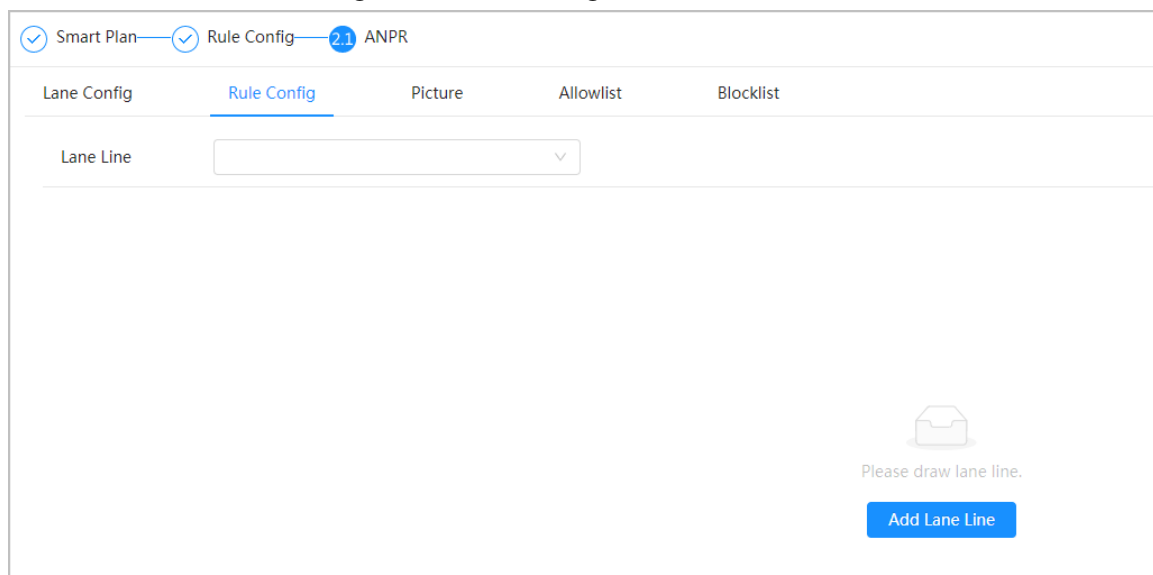 Smart Plan Rule Config 2.1 ANPR
Lane Config Rule Config Picture Allowlist Blocklist
Lane Line
Please draw lane line.
Add Lane Line